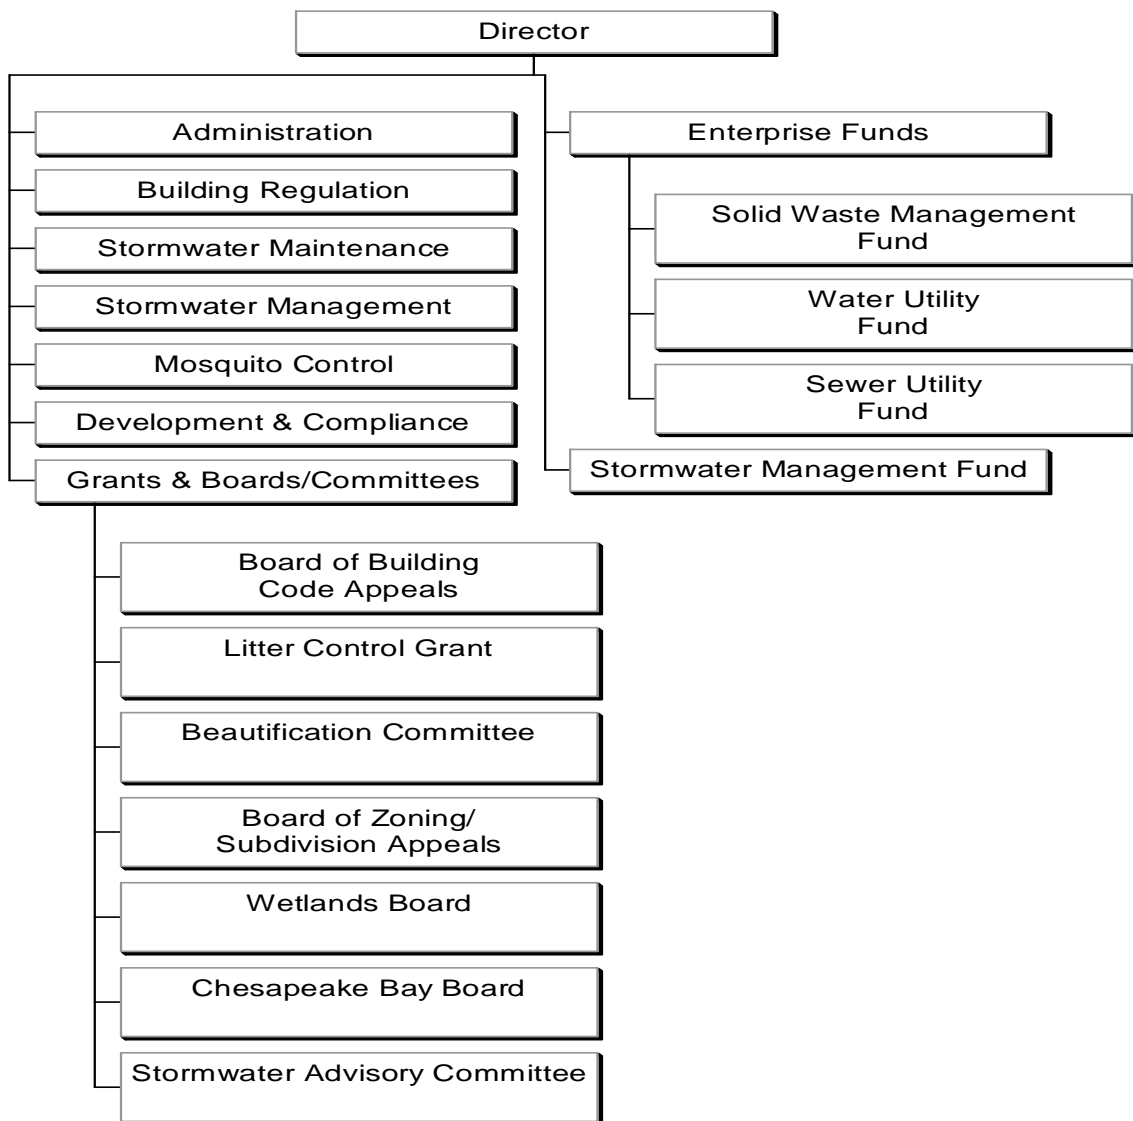 Director
Administration
Building Regulation
Stormwater Maintenance
Stormwater Management
Mosquito Control
Development & Compliance
Grants & Boards/Committees
Board of Building
Code Appeals
Litter Control Grant
Beautification Committee
Board of Zoning/
Subdivision Appeals
Wetlands Board
Chesapeake Bay Board
Stormwater Advisory Committee
Enterprise Funds
Solid Waste Management
Fund
Water Utility
Fund
Sewer Utility
Fund
Stormwater Management Fund